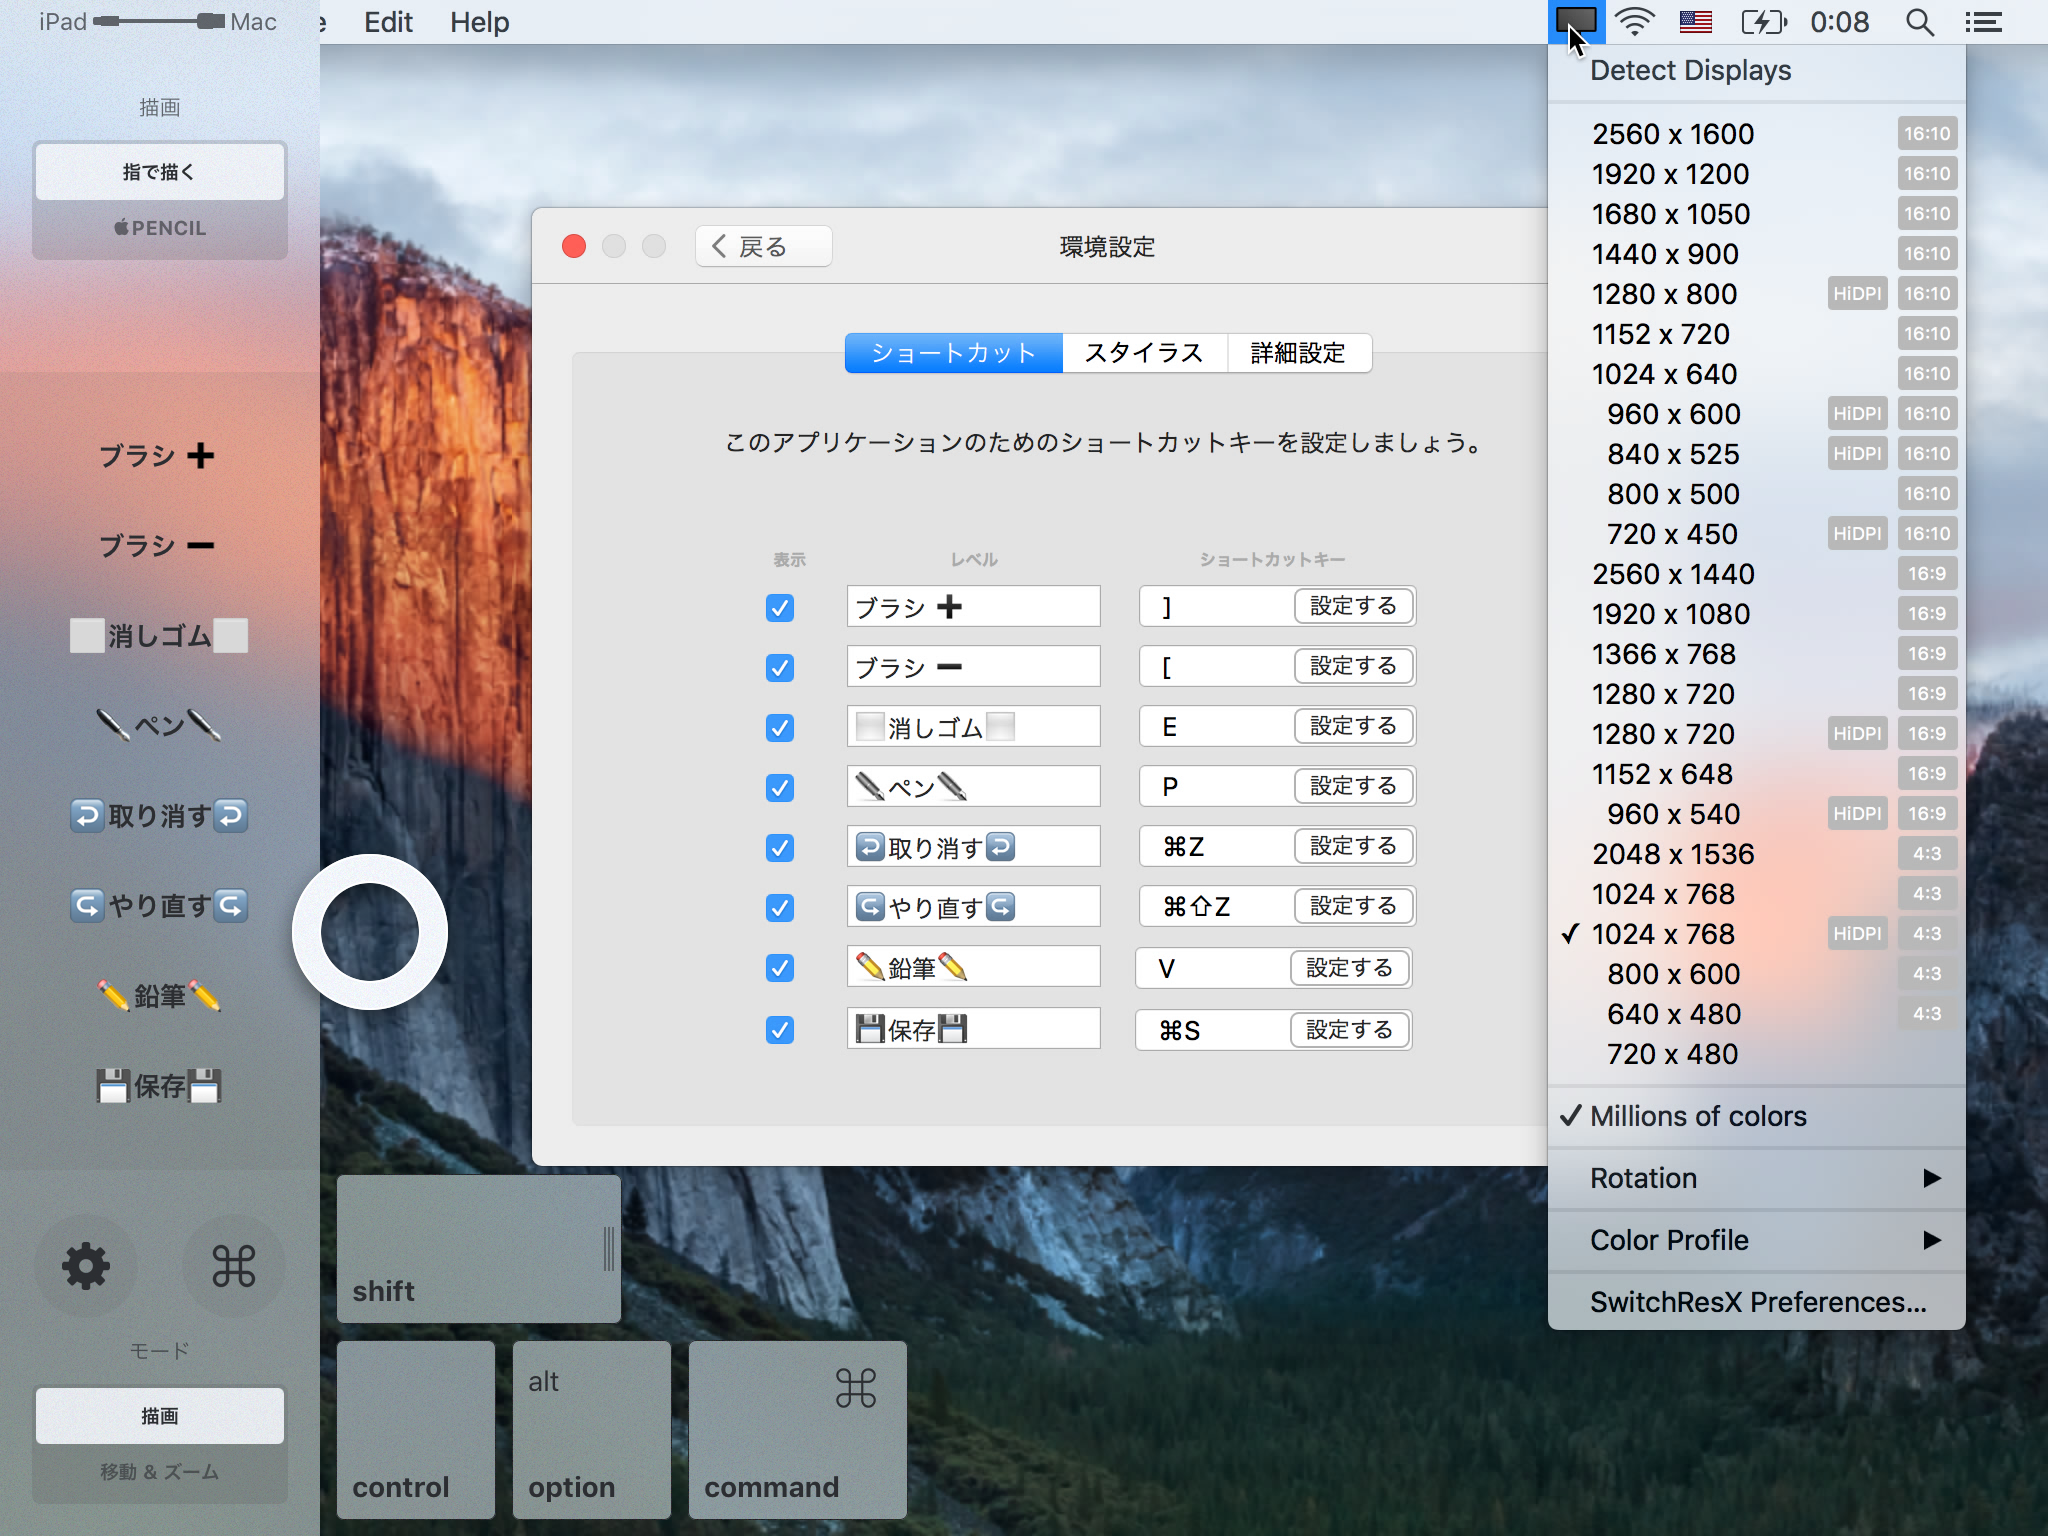 iPad Mac
描画
指で描く
PENCIL
ブラシ ➕
ブラシ ➖
⬜消しゴム⬜
✒ペン✒
↩取り消す↩
↪やり直す↪
✏鉛筆✏
💾保存💾
⌘
モード
描画
移動 & ズーム
Edit Help
0:08
戻る
環境設定
ショートカット スタイラス 詳細設定
このアプリケーションのためのショートカットキーを設定しましょう。
表示 レベル ショートカットキー
ブラシ ➕ ] 設定する
ブラシ ➖ [ 設定する
⬜消しゴム⬜ E 設定する
✒ペン✒ P 設定する
↩取り消す↩ ⌘Z 設定する
↪やり直す↪ ⌘⇧Z 設定する
✏鉛筆✏ V 設定する
💾保存💾 ⌘S 設定する
shift
control
alt
option
⌘
command
Detect Displays
2560 x 1600 16:10
1920 x 1200 16:10
1680 x 1050 16:10
1440 x 900 16:10
1280 x 800 HiDPI 16:10
1152 x 720 16:10
1024 x 640 16:10
960 x 600 HiDPI 16:10
840 x 525 HiDPI 16:10
800 x 500 16:10
720 x 450 HiDPI 16:10
2560 x 1440 16:9
1920 x 1080 16:9
1366 x 768 16:9
1280 x 720 16:9
1280 x 720 HiDPI 16:9
1152 x 648 16:9
960 x 540 HiDPI 16:9
2048 x 1536 4:3
1024 x 768 4:3
✓ 1024 x 768 HiDPI 4:3
800 x 600 4:3
640 x 480 4:3
720 x 480
✓ Millions of colors
Rotation ▶
Color Profile ▶
SwitchResX Preferences...